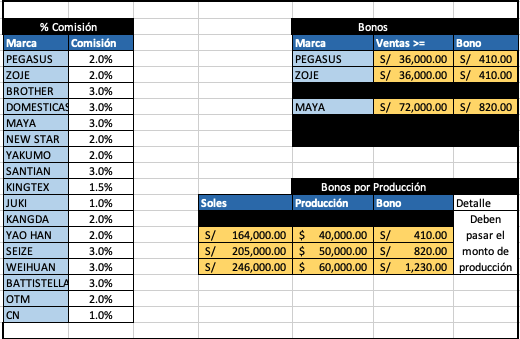 % Comisión
Marca Comisión
PEGASUS 2.0%
ZOJE 2.0%
BROTHER 3.0%
DOMESTICAS 3.0%
MAYA 3.0%
NEW STAR 2.0%
YAKUMO 2.0%
SANTIAN 3.0%
KINGTEX 1.5%
JUKI 1.0%
KANGDA 2.0%
YAO HAN 2.0%
SEIZE 3.0%
WEIHUAN 3.0%
BATTISTELLA 3.0%
OTM 2.0%
CN 1.0%
Bonos
Marca Ventas >= Bono
PEGASUS S/ 36,000.00 S/ 410.00
ZOJE S/ 36,000.00 S/ 410.00
MAYA S/ 72,000.00 S/ 820.00
Bonos por Producción
Soles Producción Bono Detalle
S/ 164,000.00 $ 40,000.00 S/ 410.00
S/ 205,000.00 $ 50,000.00 S/ 820.00
S/ 246,000.00 $ 60,000.00 S/ 1,230.00
Deben
pasar el
monto de
producción